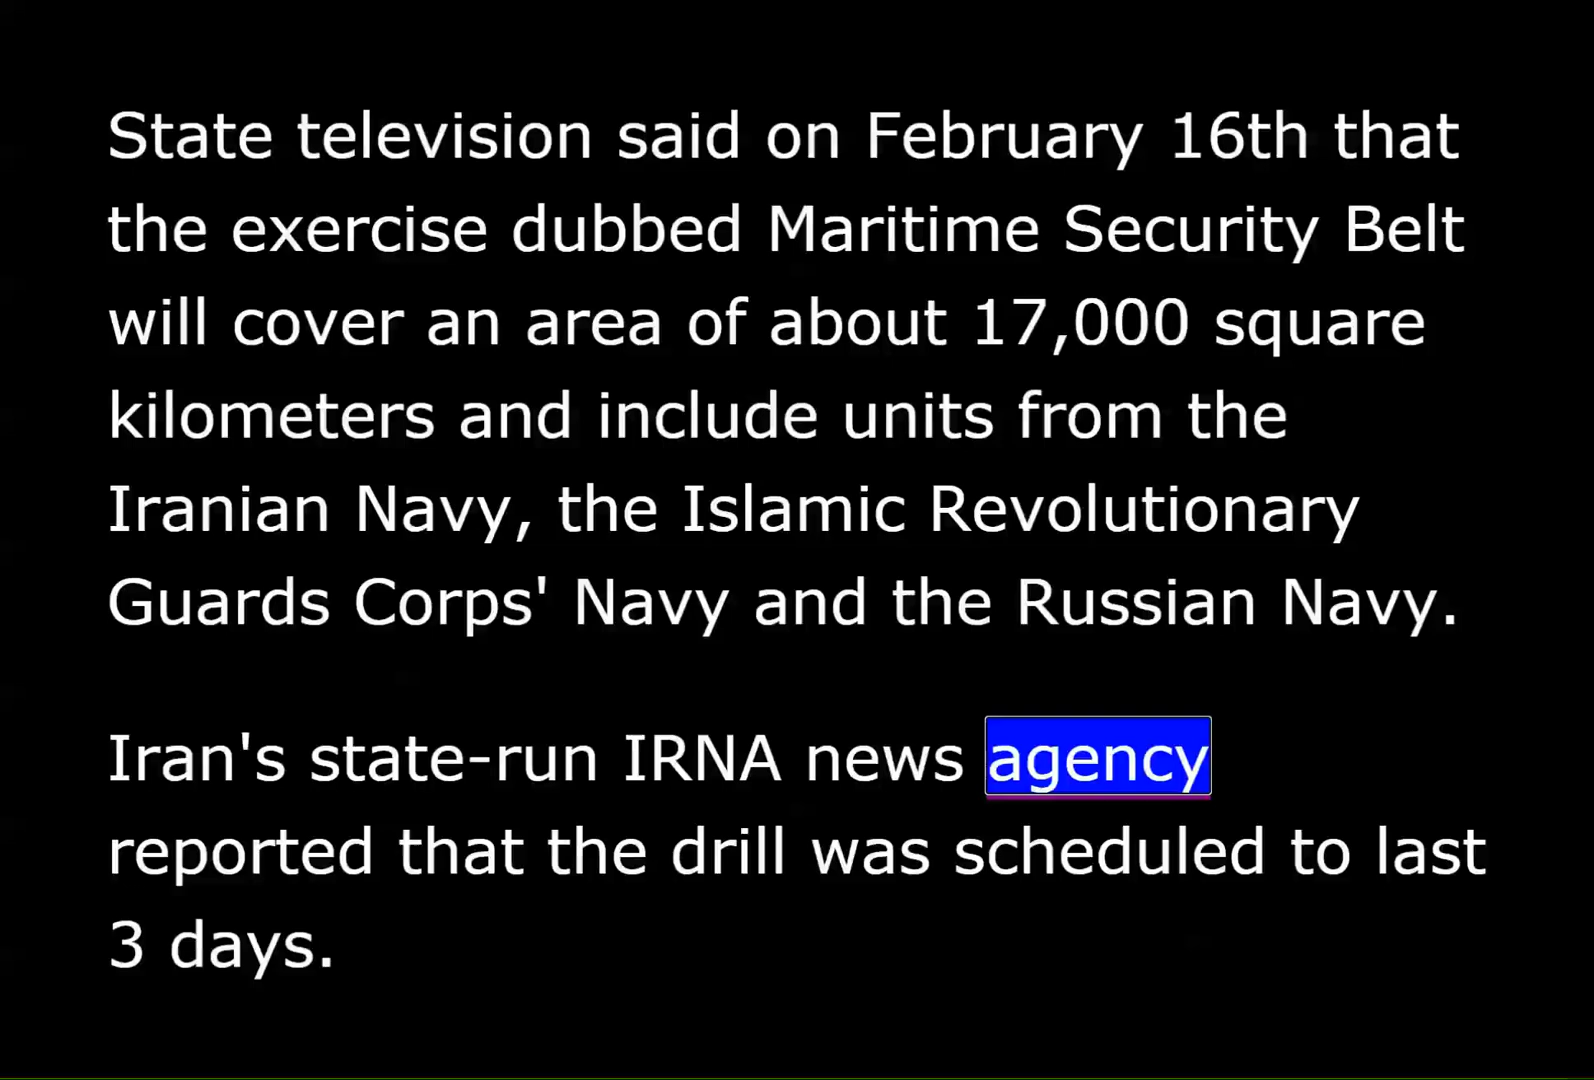 State television said on February 16th that
the exercise dubbed Maritime Security Belt
will cover an area of about 17,000 square
kilometers and include units from the
Iranian Navy, the Islamic Revolutionary
Guards Corps' Navy and the Russian Navy.
Iran's state-run IRNA news agency
reported that the drill was scheduled to last
3 days.